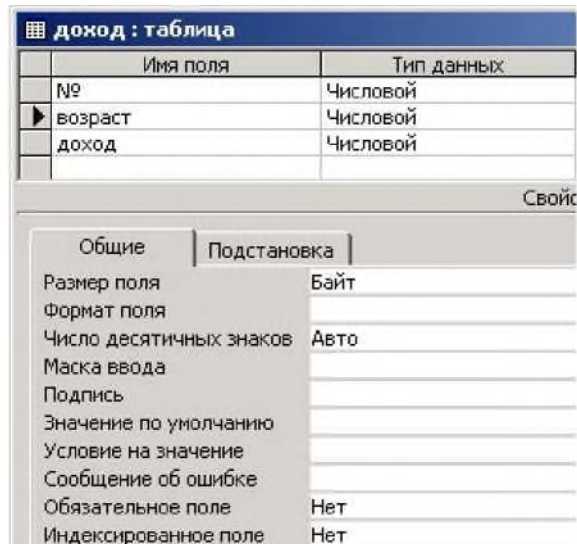 доход : таблица
Имя поля Тип данных
№ Числовой
возраст Числовой
доход Числовой
Свойс
Общие Подстановка
Размер поля Байт
Формат поля
Число десятичных знаков Авто
Маска ввода
Подпись
Значение по умолчанию
Условие на значение
Сообщение об ошибке
Обязательное поле Нет
Индексированное поле Нет